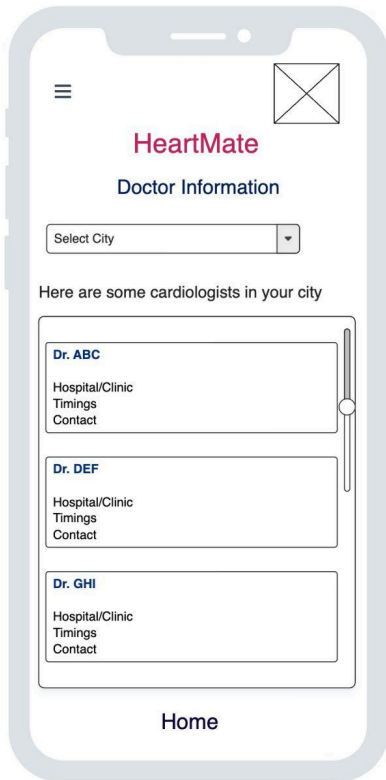 HeartMate
Doctor Information
Select City
Here are some cardiologists in your city
Dr. ABC
Hospital/Clinic
Timings
Contact
Dr. DEF
Hospital/Clinic
Timings
Contact
Dr. GHI
Hospital/Clinic
Timings
Contact
Home